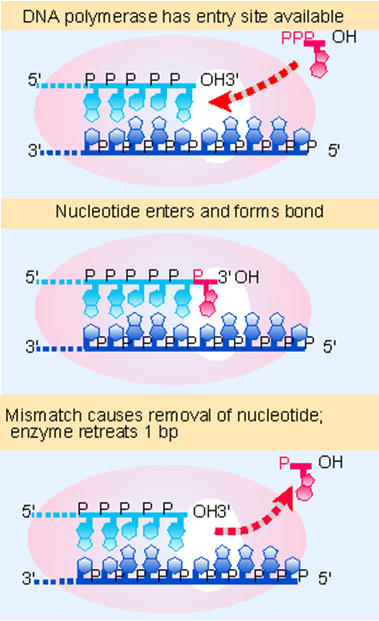 DNA polymerase has entry site available
PPP OH
5' P P P P P OH3'
3' P P P P P P P P P P P 5'
Nucleotide enters and forms bond
5' P P P P P P 3' OH
3' P P P P P P P P P P P 5'
Mismatch causes removal of nucleotide;
enzyme retreats 1 bp
P OH
5' P P P P P OH3'
3' P P P P P P P P P P P 5'